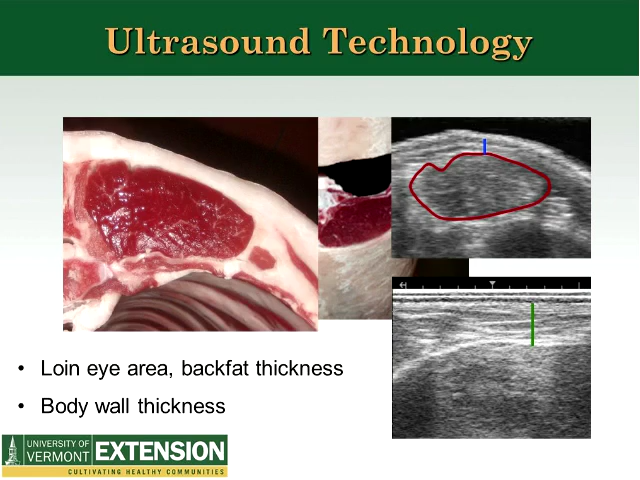 Ultrasound Technology
• Loin eye area, backfat thickness
• Body wall thickness
UNIVERSITY OF
VERMONT
EXTENSION
CULTIVATING HEALTHY COMMUNITIES